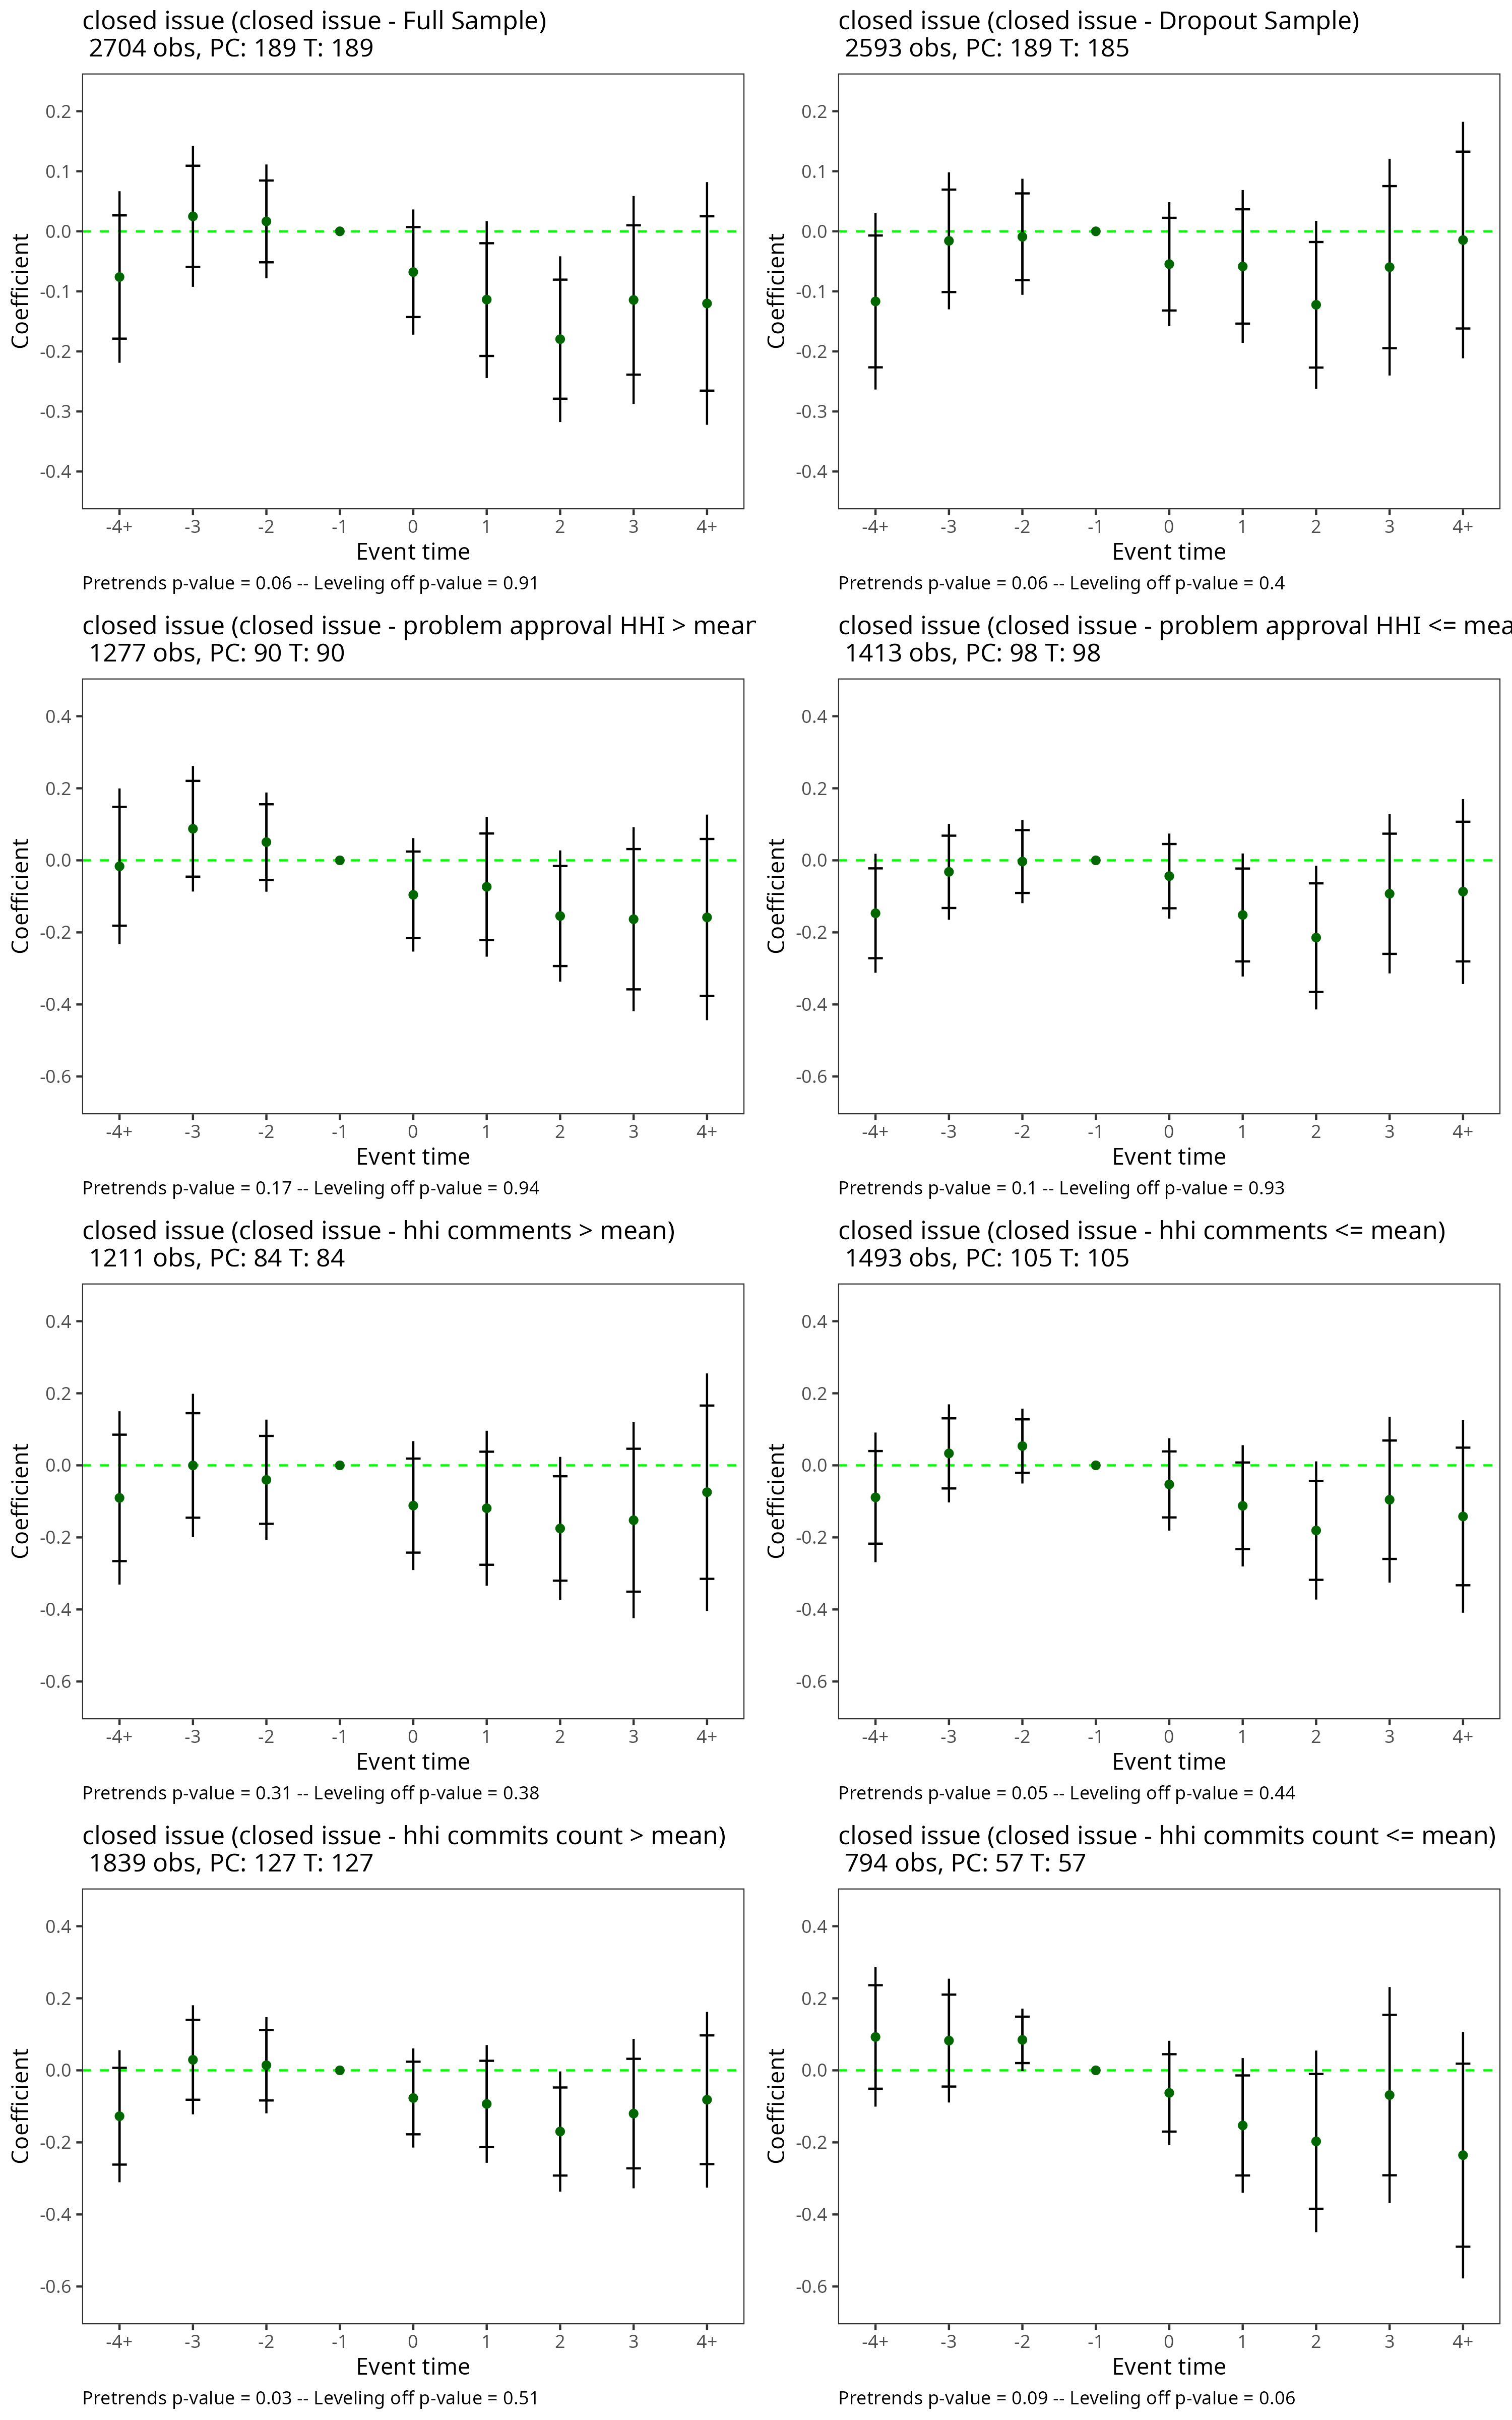 closed issue (closed issue - Full Sample)
2704 obs, PC: 189 T: 189
Coefficient
0.2
0.1
0.0
-0.1
-0.2
-0.3
-0.4
-4+ -3 -2 -1 0 1 2 3 4+
Event time
Pretrends p-value = 0.06 -- Leveling off p-value = 0.91
closed issue (closed issue - Dropout Sample)
2593 obs, PC: 189 T: 185
Coefficient
0.2
0.1
0.0
-0.1
-0.2
-0.3
-0.4
-4+ -3 -2 -1 0 1 2 3 4+
Event time
Pretrends p-value = 0.06 -- Leveling off p-value = 0.4
closed issue (closed issue - problem approval HHI > mean
1277 obs, PC: 90 T: 90
Coefficient
0.4
0.2
0.0
-0.2
-0.4
-0.6
-4+ -3 -2 -1 0 1 2 3 4+
Event time
Pretrends p-value = 0.17 -- Leveling off p-value = 0.94
closed issue (closed issue - problem approval HHI <= mea
1413 obs, PC: 98 T: 98
Coefficient
0.4
0.2
0.0
-0.2
-0.4
-0.6
-4+ -3 -2 -1 0 1 2 3 4+
Event time
Pretrends p-value = 0.1 -- Leveling off p-value = 0.93
closed issue (closed issue - hhi comments > mean)
1211 obs, PC: 84 T: 84
Coefficient
0.4
0.2
0.0
-0.2
-0.4
-0.6
-4+ -3 -2 -1 0 1 2 3 4+
Event time
Pretrends p-value = 0.31 -- Leveling off p-value = 0.38
closed issue (closed issue - hhi comments <= mean)
1493 obs, PC: 105 T: 105
Coefficient
0.4
0.2
0.0
-0.2
-0.4
-0.6
-4+ -3 -2 -1 0 1 2 3 4+
Event time
Pretrends p-value = 0.05 -- Leveling off p-value = 0.44
closed issue (closed issue - hhi commits count > mean)
1839 obs, PC: 127 T: 127
Coefficient
0.4
0.2
0.0
-0.2
-0.4
-0.6
-4+ -3 -2 -1 0 1 2 3 4+
Event time
Pretrends p-value = 0.03 -- Leveling off p-value = 0.51
closed issue (closed issue - hhi commits count <= mean)
794 obs, PC: 57 T: 57
Coefficient
0.4
0.2
0.0
-0.2
-0.4
-0.6
-4+ -3 -2 -1 0 1 2 3 4+
Event time
Pretrends p-value = 0.09 -- Leveling off p-value = 0.06